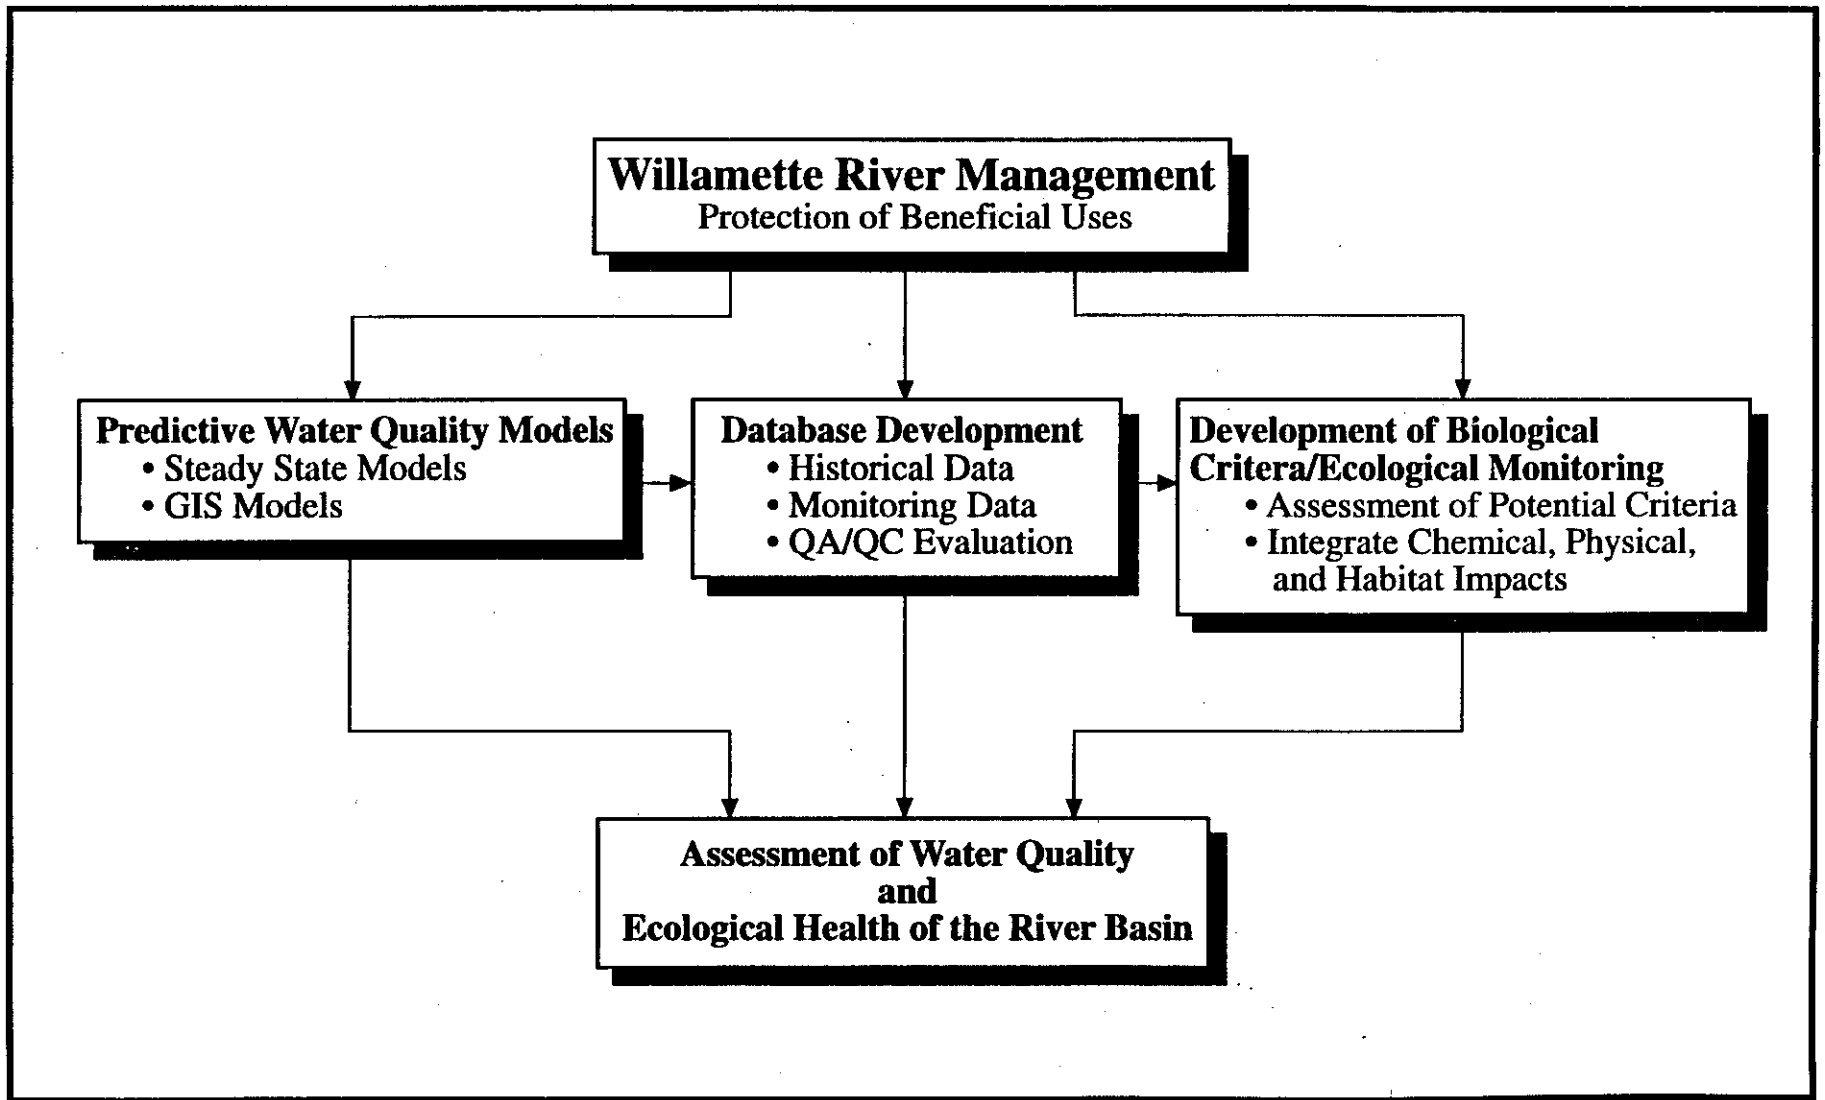 Willamette River Management
Protection of Beneficial Uses
Predictive Water Quality Models
• Steady State Models
• GIS Models
Database Development
• Historical Data
• Monitoring Data
• QA/QC Evaluation
Development of Biological
Critera/Ecological Monitoring
• Assessment of Potential Criteria
• Integrate Chemical, Physical,
and Habitat Impacts
Assessment of Water Quality
and
Ecological Health of the River Basin